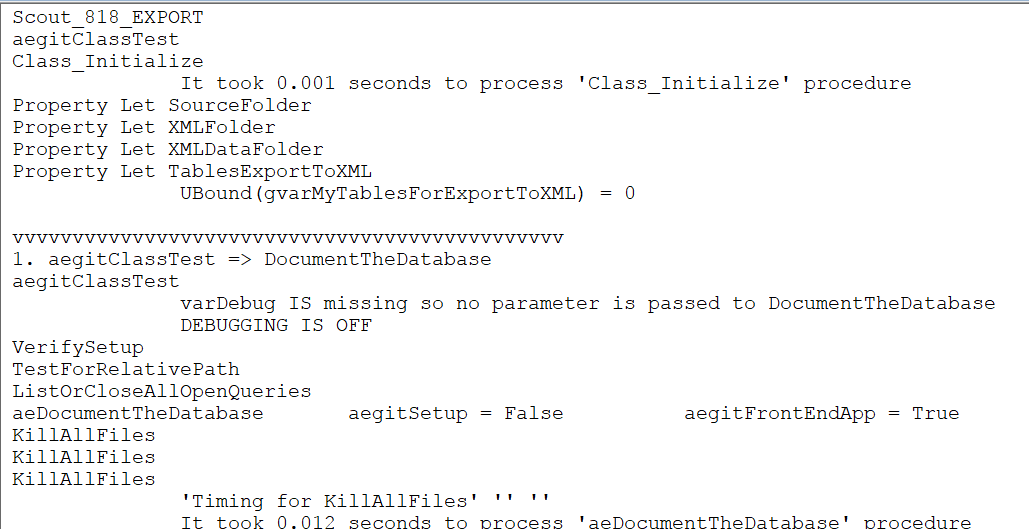 Scout_818_EXPORT
aegitClassTest
Class_Initialize
It took 0.001 seconds to process 'Class_Initialize' procedure
Property Let SourceFolder
Property Let XMLFolder
Property Let XMLDataFolder
Property Let TablesExportToXML
UBound(gvarMyTablesForExportToXML) = 0
vvvvvvvvvvvvvvvvvvvvvvvvvvvvvvvvvvvvvvvvvvvvvv
1. aegitClassTest => DocumentTheDatabase
aegitClassTest
varDebug IS missing so no parameter is passed to DocumentTheDatabase
DEBUGGING IS OFF
VerifySetup
TestForRelativePath
ListOrCloseAllOpenQueries
aeDocumentTheDatabase aegitSetup = False aegitFrontEndApp = True
KillAllFiles
KillAllFiles
KillAllFiles
'Timing for KillAllFiles' '' ''
It took 0.012 seconds to process 'aeDocumentTheDatabase' procedure